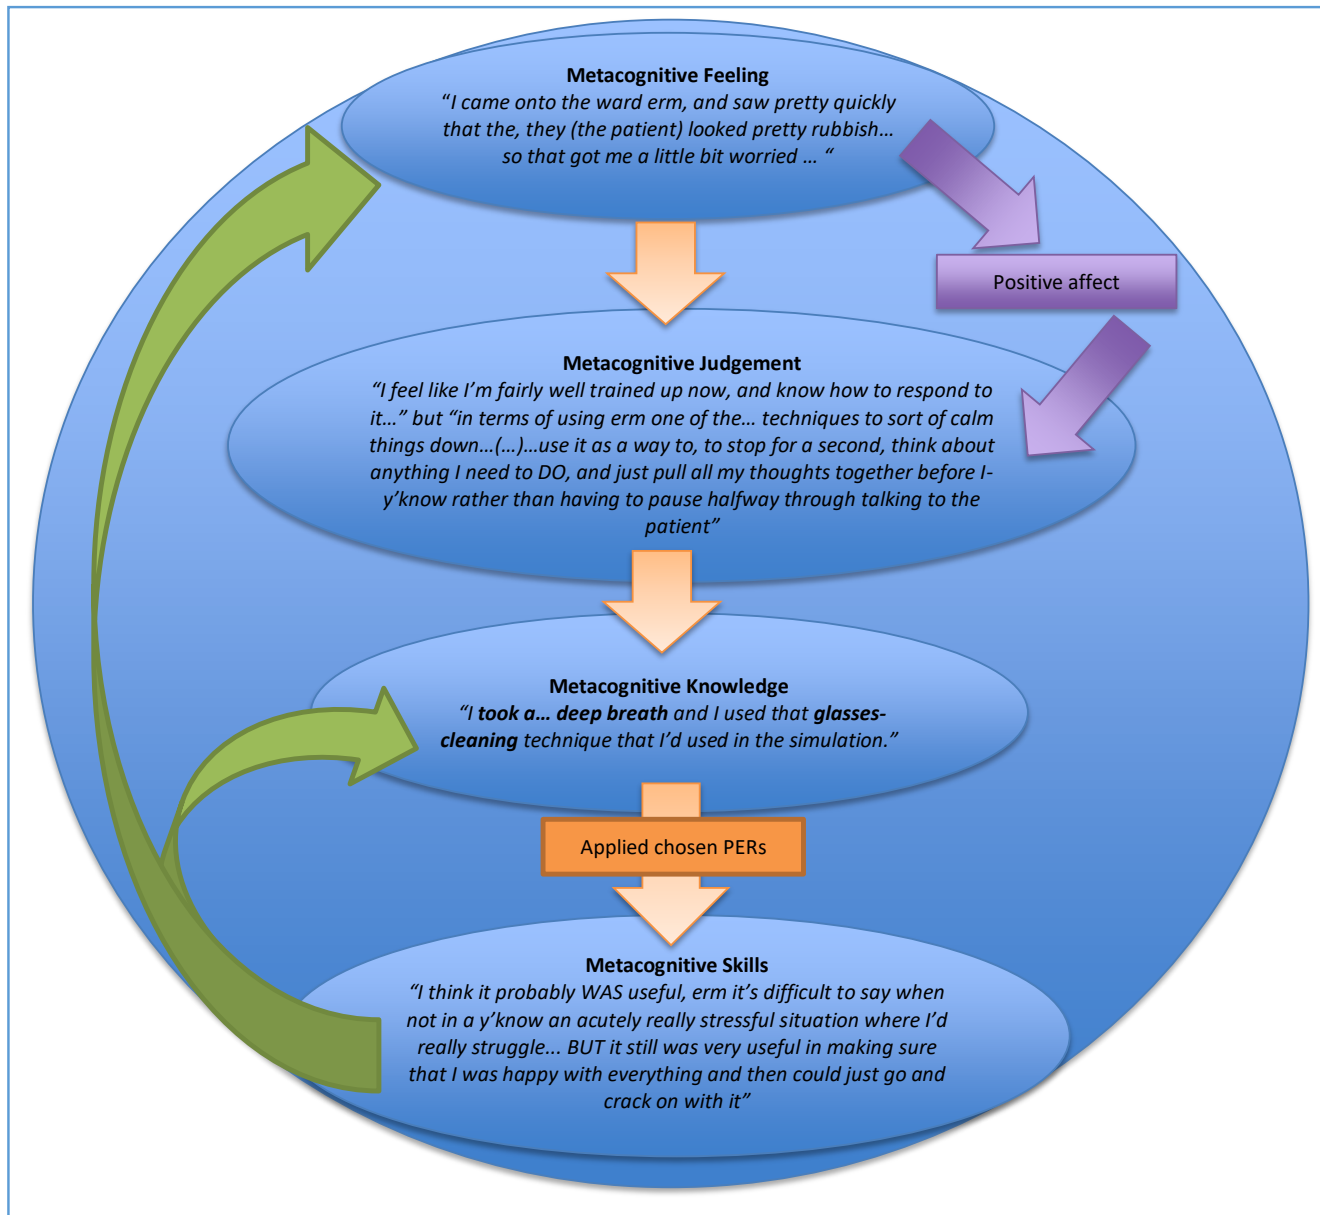 Metacognitive Feeling
“I came onto the ward erm, and saw pretty quickly
that the, they (the patient) looked pretty rubbish…
so that got me a little bit worried … “
Positive affect
Metacognitive Judgement
“I feel like I’m fairly well trained up now, and know how to respond to
it…” but “in terms of using erm one of the… techniques to sort of calm
things down…(…)…use it as a way to, to stop for a second, think about
anything I need to DO, and just pull all my thoughts together before I-
y’know rather than having to pause halfway through talking to the
patient”
Metacognitive Knowledge
“I took a… deep breath and I used that glasses-
cleaning technique that I’d used in the simulation.”
Applied chosen PERs
Metacognitive Skills
“I think it probably WAS useful, erm it’s difficult to say when
not in a y’know an acutely really stressful situation where I’d
really struggle... BUT it still was very useful in making sure
that I was happy with everything and then could just go and
crack on with it”